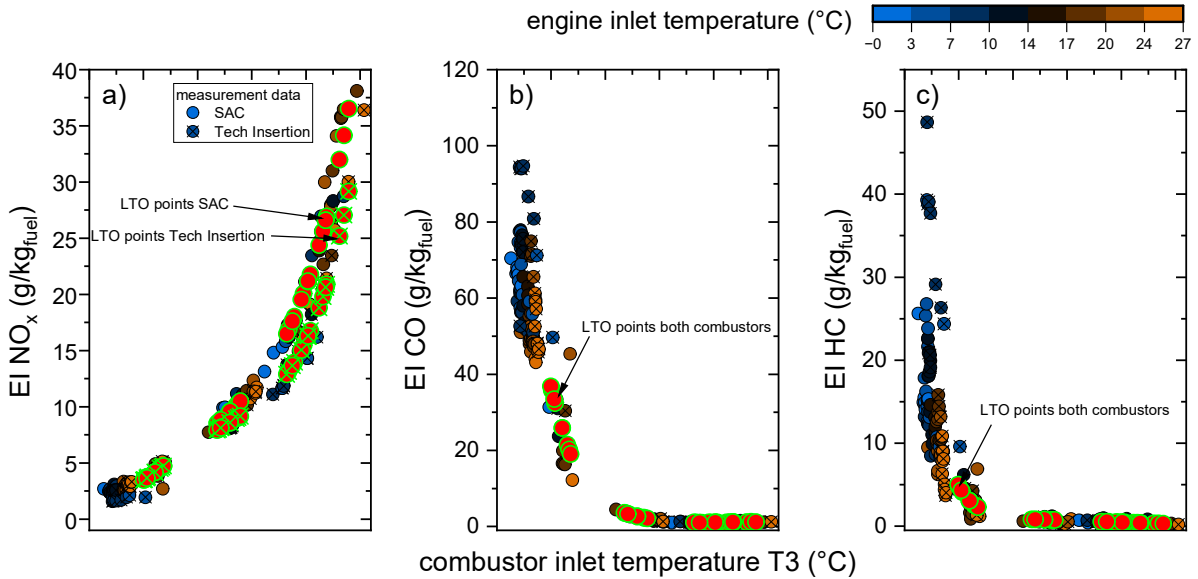 engine inlet temperature (°C)
−0 3 7 10 14 17 20 24 27
a)
measurement data
SAC
Tech Insertion
LTO points SAC
LTO points Tech Insertion
EI NOx (g/kgfuel)
40
35
30
25
20
15
10
5
0
b)
LTO points both combustors
EI CO (g/kgfuel)
120
100
80
60
40
20
0
c)
LTO points both combustors
EI HC (g/kgfuel)
50
40
30
20
10
0
combustor inlet temperature T3 (°C)